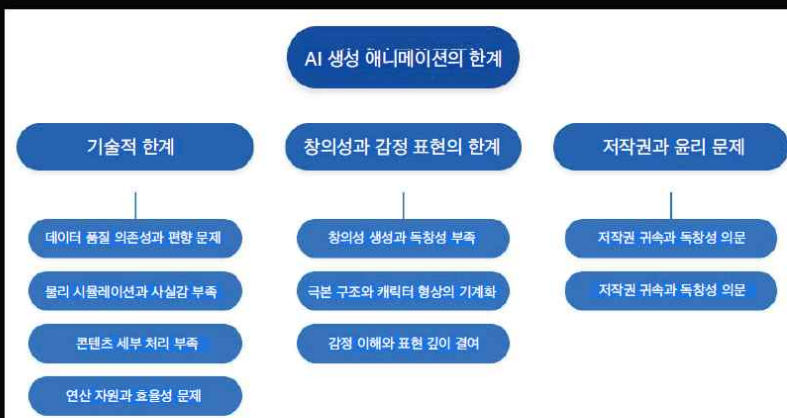 AI 생성 애니메이션의 한계
기술적 한계
데이터 품질 의존성과 편향 문제
물리 시뮬레이션과 사실감 부족
콘텐츠 세부 처리 부족
연산 자원과 효율성 문제
창의성과 감정 표현의 한계
창의성 생성과 독창성 부족
극본 구조와 캐릭터 형상의 기계화
감정 이해와 표현 깊이 결여
저작권과 윤리 문제
저작권 귀속과 독창성 의문
저작권 귀속과 독창성 의문